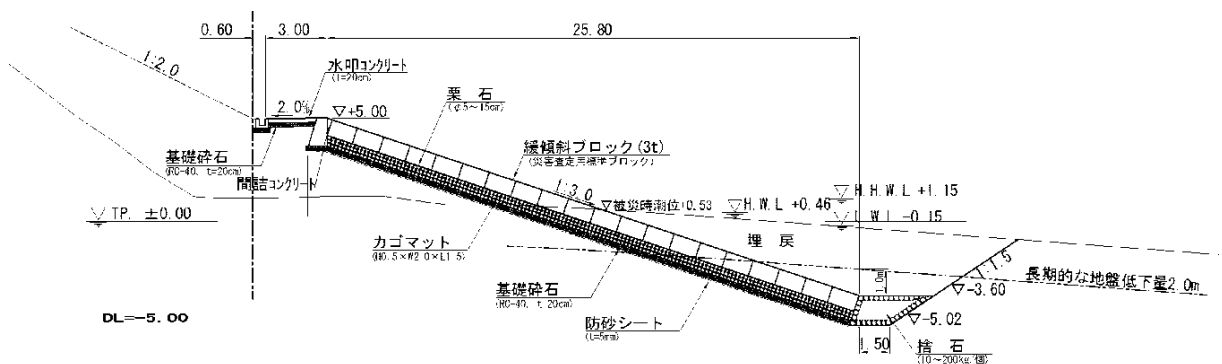 0.60 3.00 25.80
1:2.0
水叩コンクリート
(t=20cm)
2.0%
▽+5.00
栗石
(φ5~15cm)
緩傾斜ブロック(3t)
(災害査定用標準ブロック)
基礎砕石
(RC-40, t=20cm)
間詰コンクリート
1:3.0
▽被災時潮位+0.53
▽H.W.L +0.46
▽H.H.W.L +1.15
▽L.W.L -0.15
▽TP. ±0.00
カゴマット
(H0.5×W2.0×L1.5)
埋戻
1:1.5
1.0m
長期的な地盤低下量2.0m
基礎砕石
(RC-40, t=20cm)
▽-3.60
防砂シート
(t=5mm)
▽-5.02
1.50
捨石
(10~200kg/個)
DL=-5.00